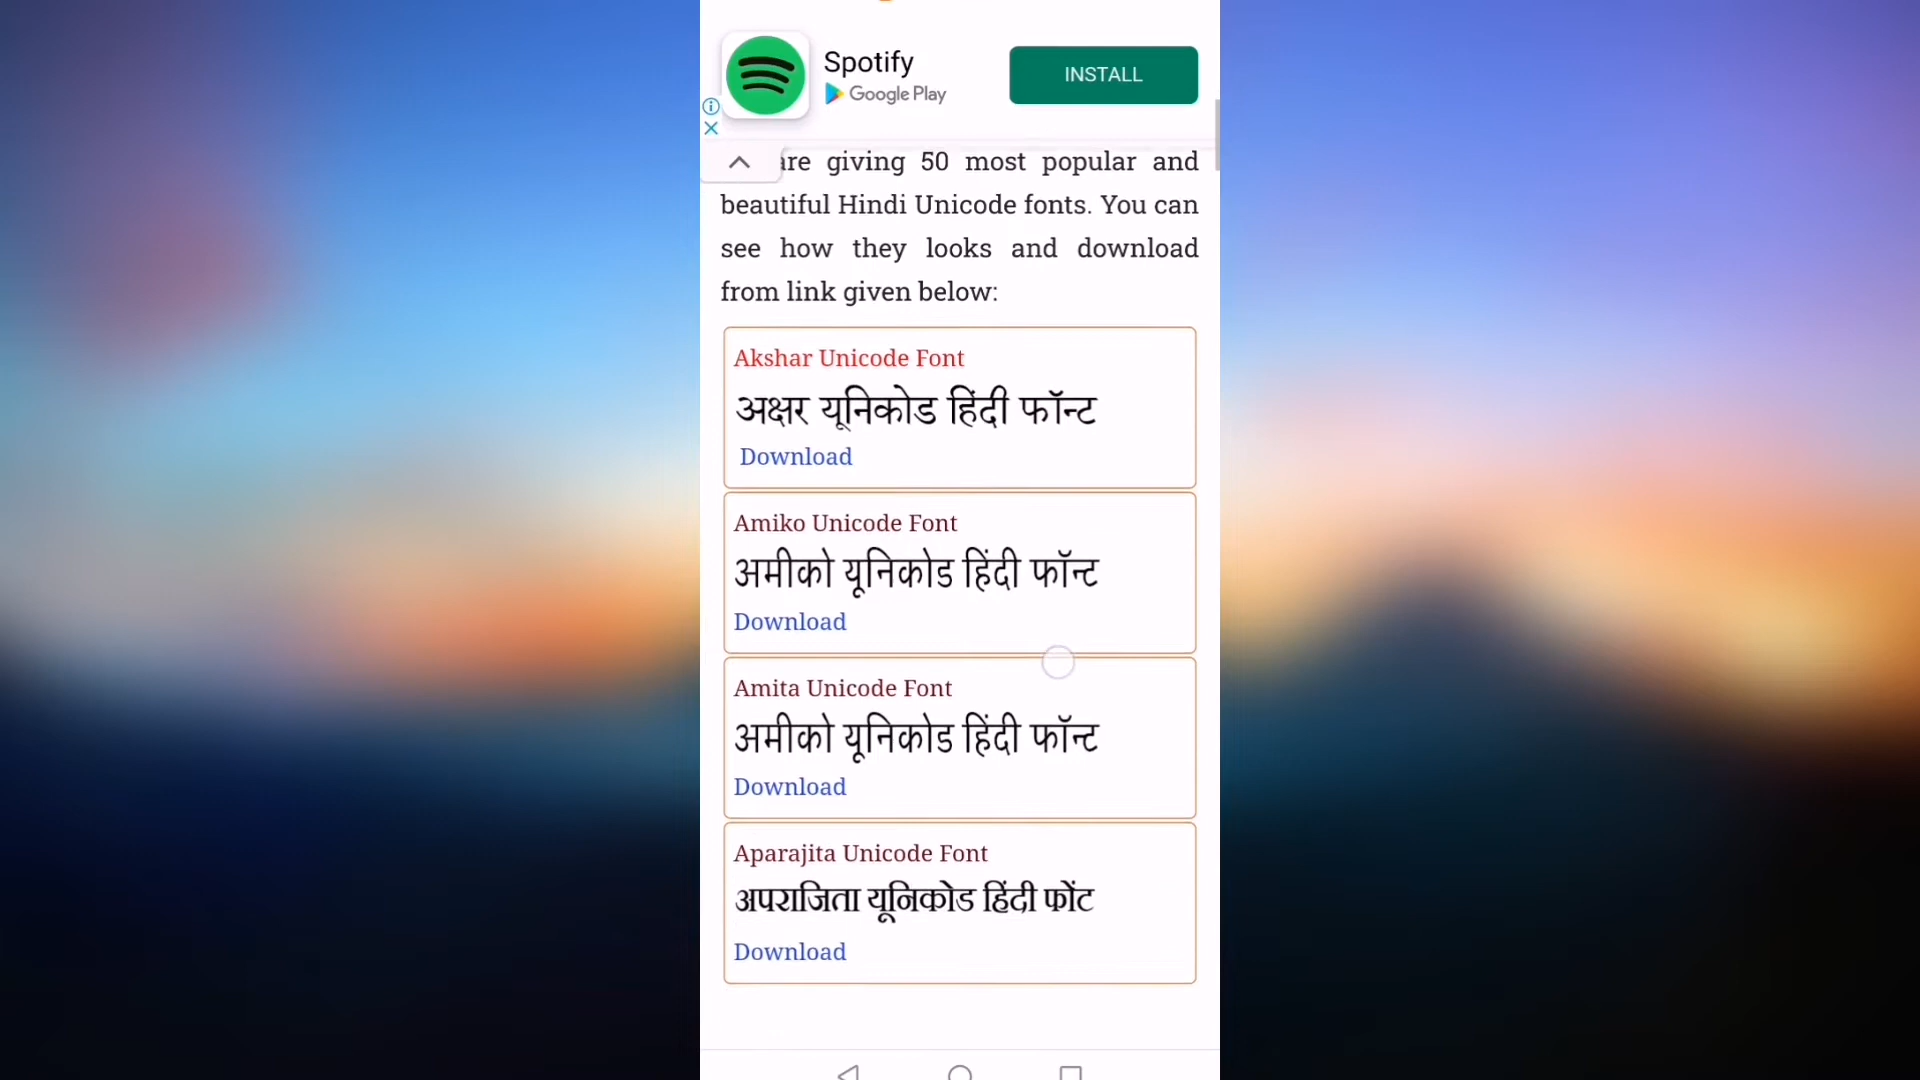 Spotify
Google Play
INSTALL
are giving 50 most popular and
beautiful Hindi Unicode fonts. You can
see how they looks and download
from link given below:
Akshar Unicode Font
अक्षर यूनिकोड हिंदी फॉन्ट
Download
Amiko Unicode Font
अमीको यूनिकोड हिंदी फॉन्ट
Download
Amita Unicode Font
अमीको यूनिकोड हिंदी फॉन्ट
Download
Aparajita Unicode Font
अपराजिता यूनिकोड हिंदी फोंट
Download